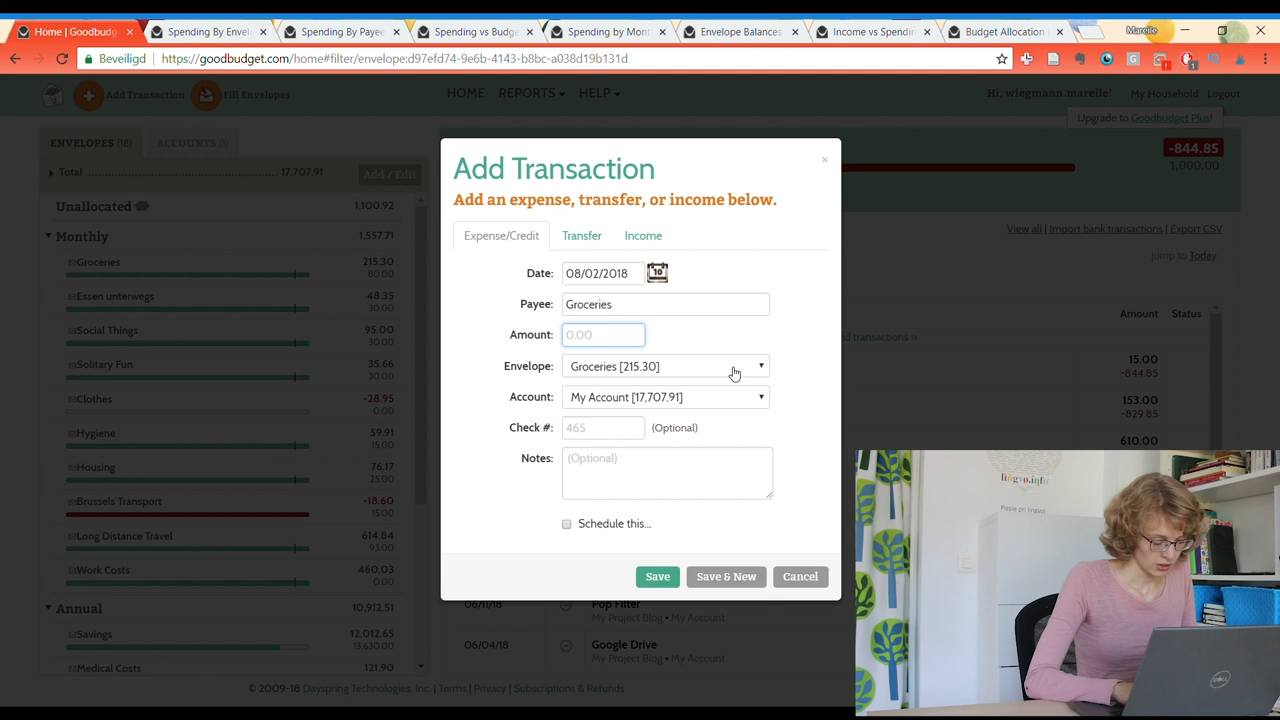 Home | Goodbudg
Spending By Envel
Spending By Payee
Spending vs Budge
Spending by Mont
Envelope Balances
Income vs Spendin
Budget Allocation
Mareile
Beveiligd
https://goodbudget.com/home#filter/envelope:d97efd74-9e6b-4143-b8bc-a038d19b131d
Add Transaction
Fill Envelopes
HOME
REPORTS
HELP
Hi, wiegmann.mareile!
My Household
Logout
Upgrade to Goodbudget Plus!
ENVELOPES (18)
ACCOUNTS (1)
Total 17,707.91
Add / Edit
Unallocated 1,100.92
Monthly 1,557.71
Groceries 215.30
80.00
Essen unterwegs 48.35
30.00
Social Things 95.00
30.00
Solitary Fun 35.66
30.00
Clothes -28.95
0.00
Hygiene 59.91
15.00
Housing 76.17
25.00
Brussels Transport -18.60
15.00
Long Distance Travel 614.84
93.00
Work Costs 460.03
0.00
Annual 10,912.51
Savings 12,012.65
13,630.00
Medical Costs 121.90
Add Transaction
×
Add an expense, transfer, or income below.
Expense/Credit
Transfer
Income
Date: 08/02/2018
10
Payee: Groceries
Amount: 0.00
Envelope: Groceries [215.30]
Account: My Account [17,707.91]
Check #: 465 (Optional)
Notes: (Optional)
Schedule this...
Save
Save & New
Cancel
-844.85
1,000.00
View all | Import bank transactions | Export CSV
Jump to Today
Amount
Status
ed transactions »
15.00
-844.85
153.00
-829.85
610.00
06/11/18 Pop Filter
My Project Blog • My Account
06/04/18 Google Drive
My Project Blog • My Account
© 2009-18 Dayspring Technologies, Inc. | Terms | Privacy | Subscriptions & Refunds
lingvo.info
Pasie pri lingvoj
DELL